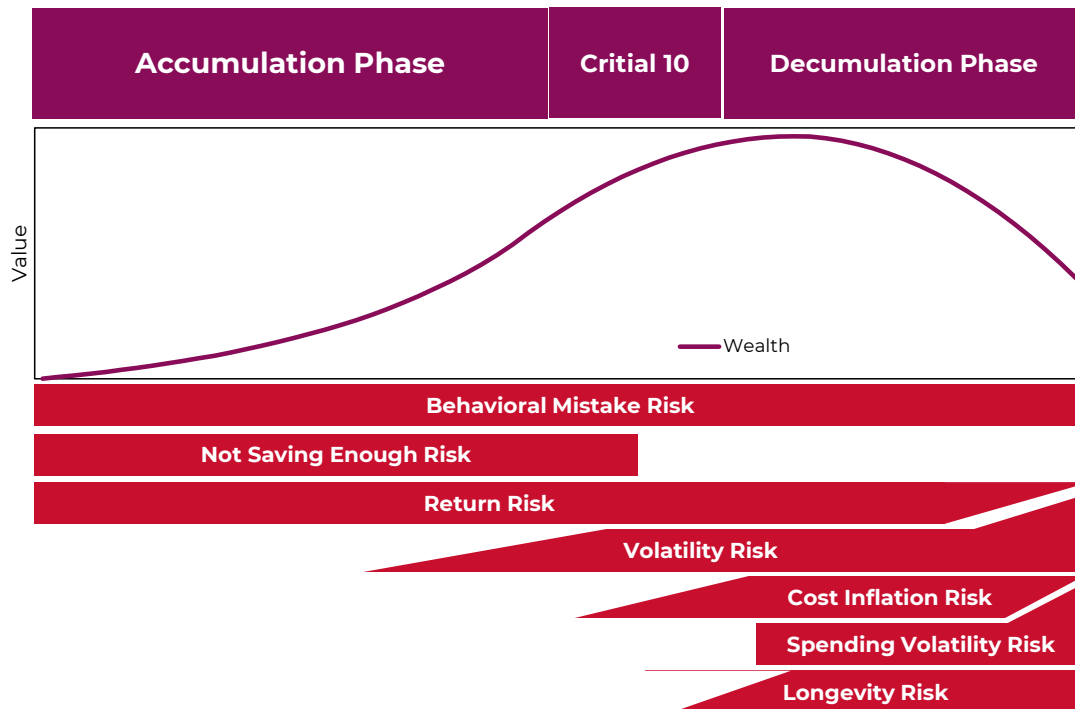 Accumulation Phase
Critial 10
Decumulation Phase
Value
Wealth
Behavioral Mistake Risk
Not Saving Enough Risk
Return Risk
Volatility Risk
Cost Inflation Risk
Spending Volatility Risk
Longevity Risk